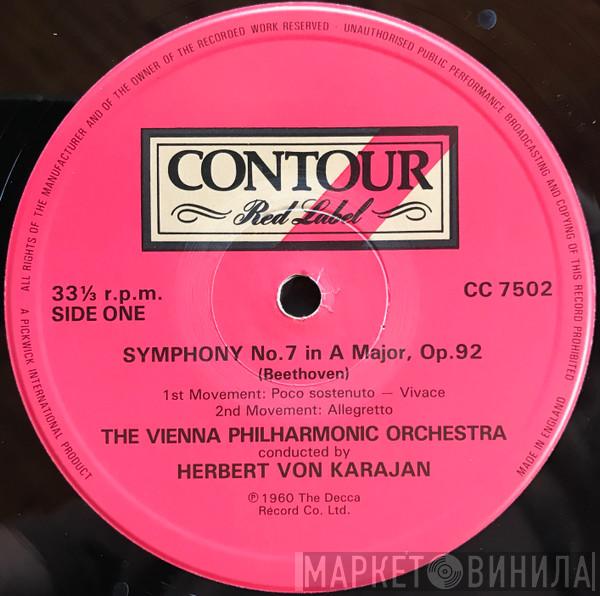 ALL RIGHTS OF THE MANUFACTURER AND OF THE OWNER OF THE RECORDED WORK RESERVED · UNAUTHORISED PUBLIC PERFORMANCE BROADCASTING AND COPYING OF THIS RECORD PROHIBITED
CONTOUR
Red Label
33⅓ r.p.m.
CC 7502
SIDE ONE
SYMPHONY No.7 in A Major, Op.92
(Beethoven)
1st Movement: Poco sostenuto — Vivace
2nd Movement: Allegretto
THE VIENNA PHILHARMONIC ORCHESTRA
conducted by
HERBERT VON KARAJAN
℗ 1960 The Decca
Record Co. Ltd.
A PICKWICK INTERNATIONAL PRODUCT
MADE IN ENGLAND
МАРКЕТ ВИНИЛА